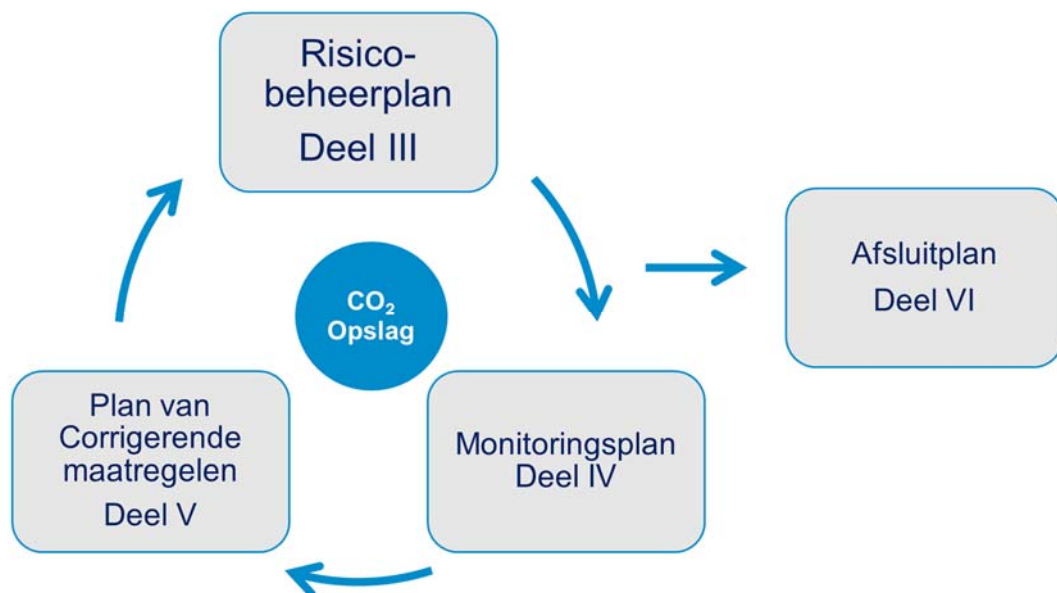 Risico-
beheerplan
Deel III
Afsluitplan
Deel VI
CO₂
Opslag
Plan van
Corrigerende
maatregelen
Deel V
Monitoringsplan
Deel IV